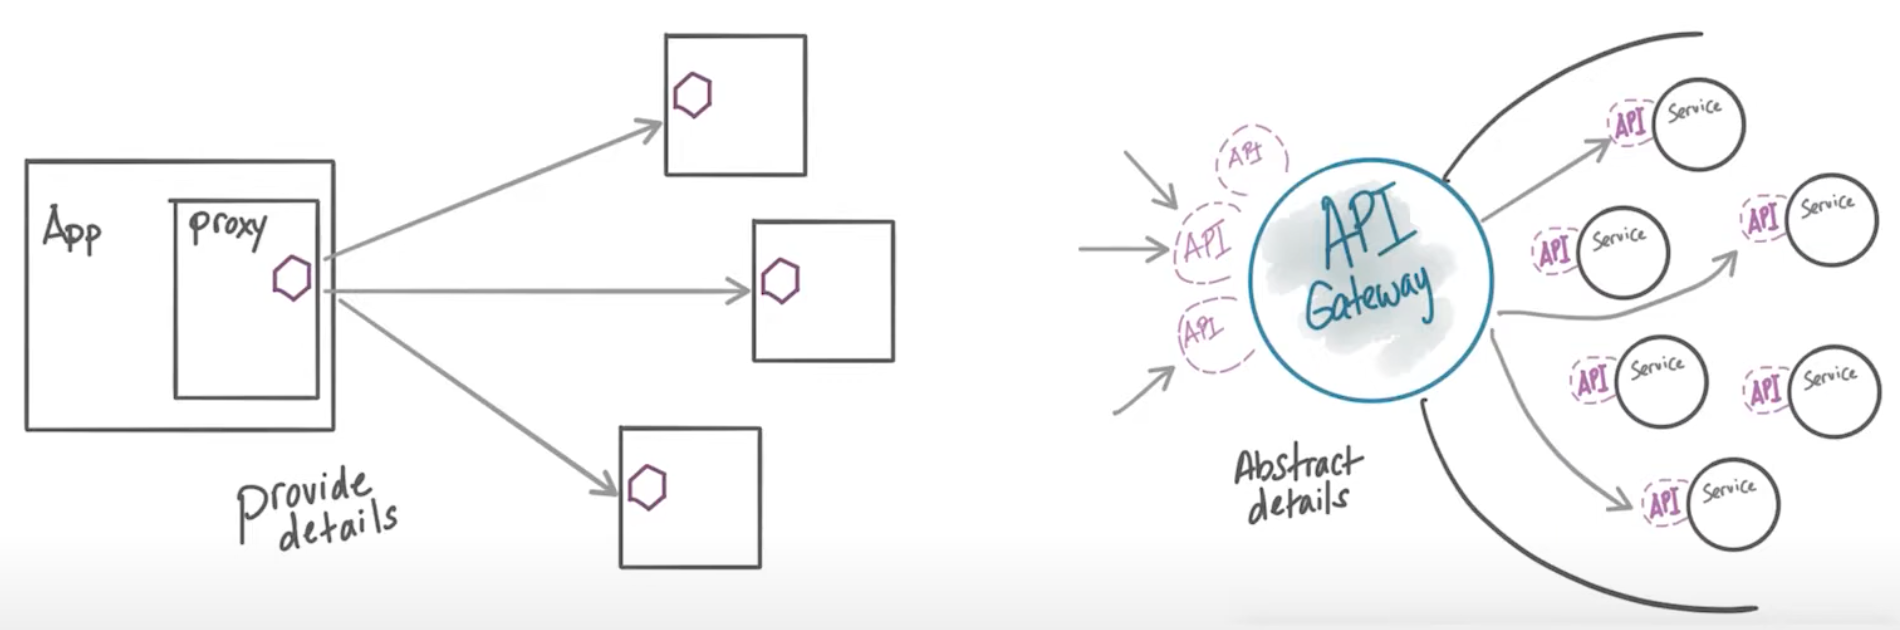 App
proxy
provide
details
API
API
API
API
Gateway
Abstract
details
API
Service
API
Service
API
Service
API
Service
API
Service
API
Service